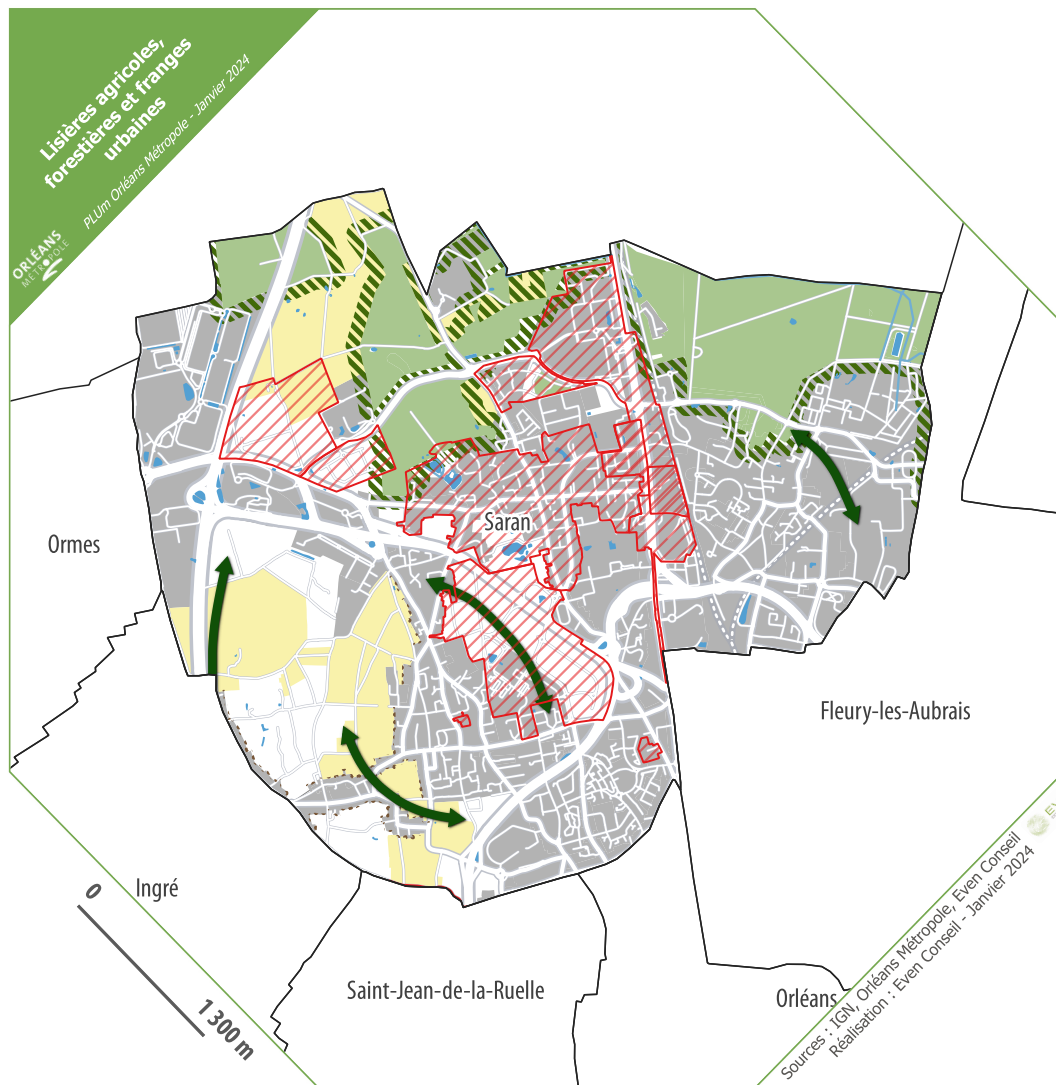 Lisières agricoles,
forestières et franges
urbaines
PLUm Orléans Métropole - Janvier 2024
ORLÉANS
MÉTROPOLE
Saran
Ormes
Fleury-les-Aubrais
Ingré
0
1 300 m
Saint-Jean-de-la-Ruelle
Orléans
Sources : IGN, Orléans Métropole, Even Conseil
Réalisation : Even Conseil - Janvier 2024